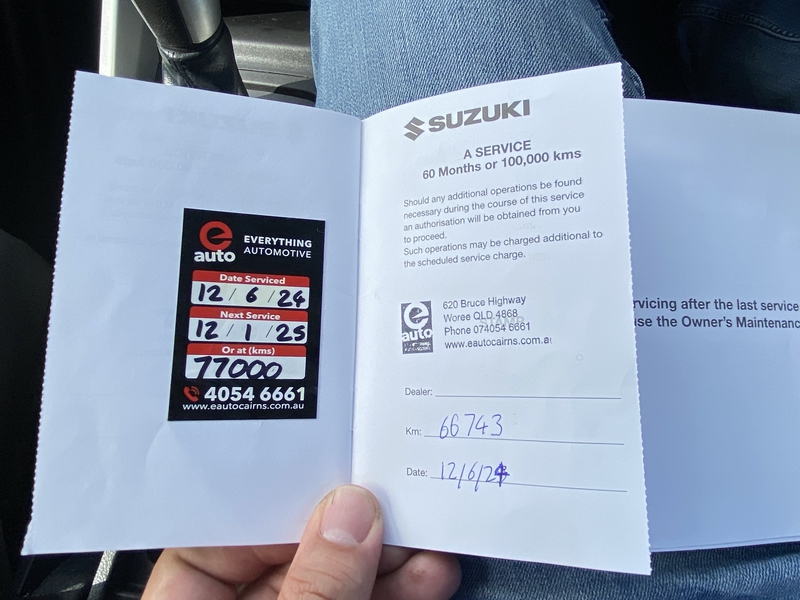 e
auto
EVERYTHING
AUTOMOTIVE
Date Serviced
12 / 6 / 24
Next Service
12 / 1 / 25
Or at (kms)
77000
4054 6661
www.eautocairns.com.au
SUZUKI
A SERVICE
60 Months or 100,000 kms
Should any additional operations be found
necessary during the course of this service
an authorisation will be obtained from you
to proceed.
Such operations may be charged additional to
the scheduled service charge.
e
auto
620 Bruce Highway
Woree QLD 4868
Phone 074054 6661
www.eautocairns.com.au
STAMP
Dealer:
Km: 66743
Date: 12/6/24
rvicing after the last service
se the Owner's Maintenanc